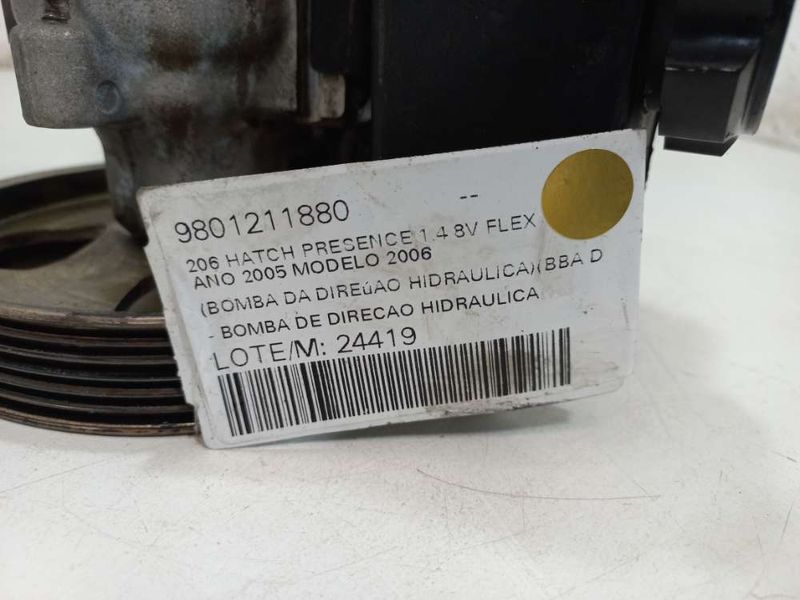 9801211880 --
206 HATCH PRESENCE 1.4 8V FLEX
ANO 2005 MODELO 2006
(BOMBA DA DIREúAO HIDRAULICA)(BBA D
- BOMBA DE DIRECAO HIDRAULICA
LOTE/M: 24419